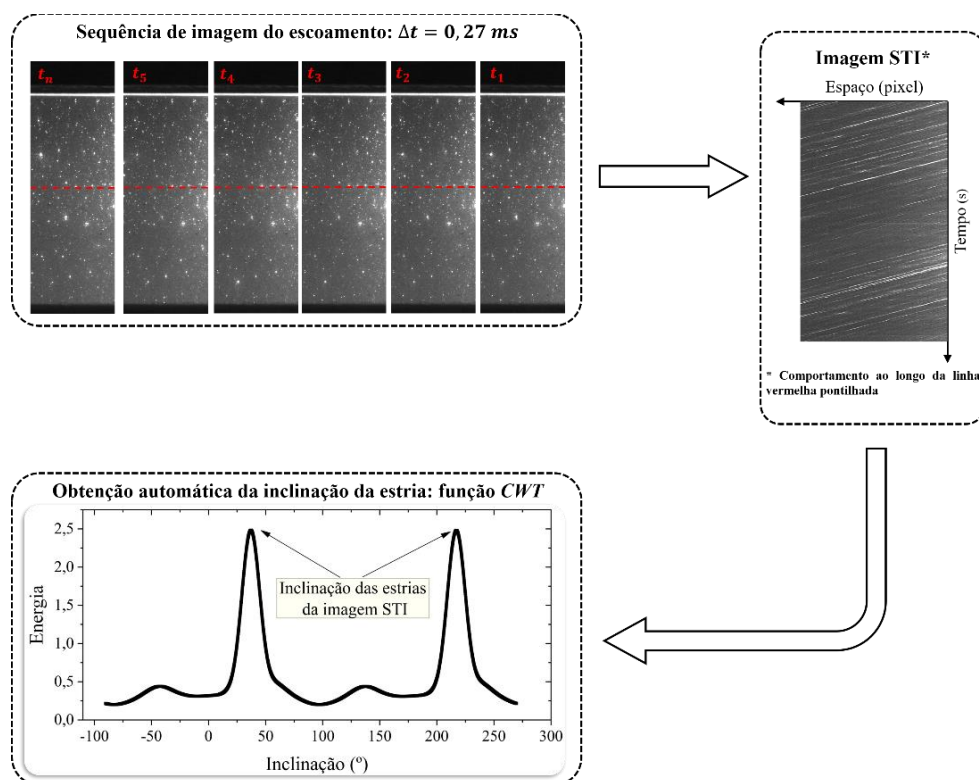 Sequência de imagem do escoamento: Δt = 0,27 ms
tₙ
t₅
t₄
t₃
t₂
t₁
Imagem STI*
Espaço (pixel)
Tempo (s)
* Comportamento ao longo da linha
vermelha pontilhada
Obtenção automática da inclinação da estria: função CWT
2,5
2,0
1,5
1,0
0,5
0,0
Energia
Inclinação das estrias
da imagem STI
-100 -50 0 50 100 150 200 250 300
Inclinação (º)